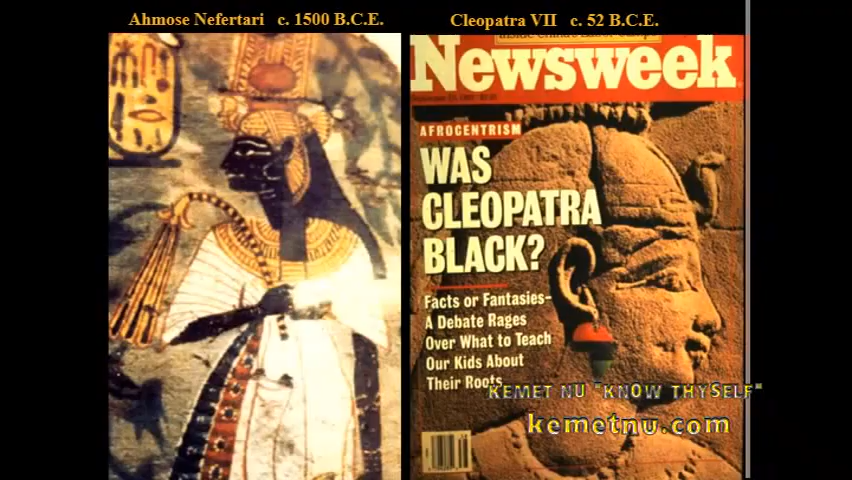 Ahmose Nefertari c. 1500 B.C.E.
Cleopatra VII c. 52 B.C.E.
Newsweek
AFROCENTRISM
WAS
CLEOPATRA
BLACK?
Facts or Fantasies-
A Debate Rages
Over What to Teach
Our Kids About
Their Roots
KEMET NU "KNOW THYSELF"
kemetnu.com